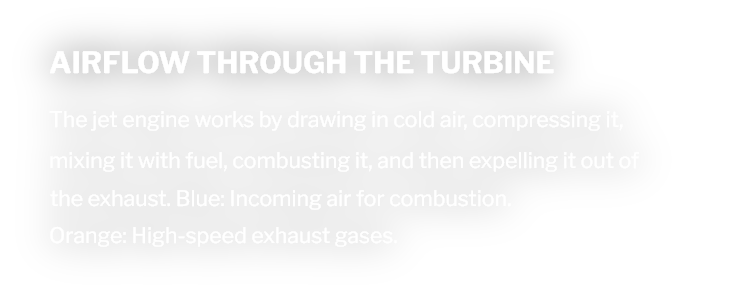 AIRFLOW THROUGH THE TURBINE
The jet engine works by drawing in cold air, compressing it,
mixing it with fuel, combusting it, and then expelling it out of
the exhaust. Blue: Incoming air for combustion.
Orange: High-speed exhaust gases.